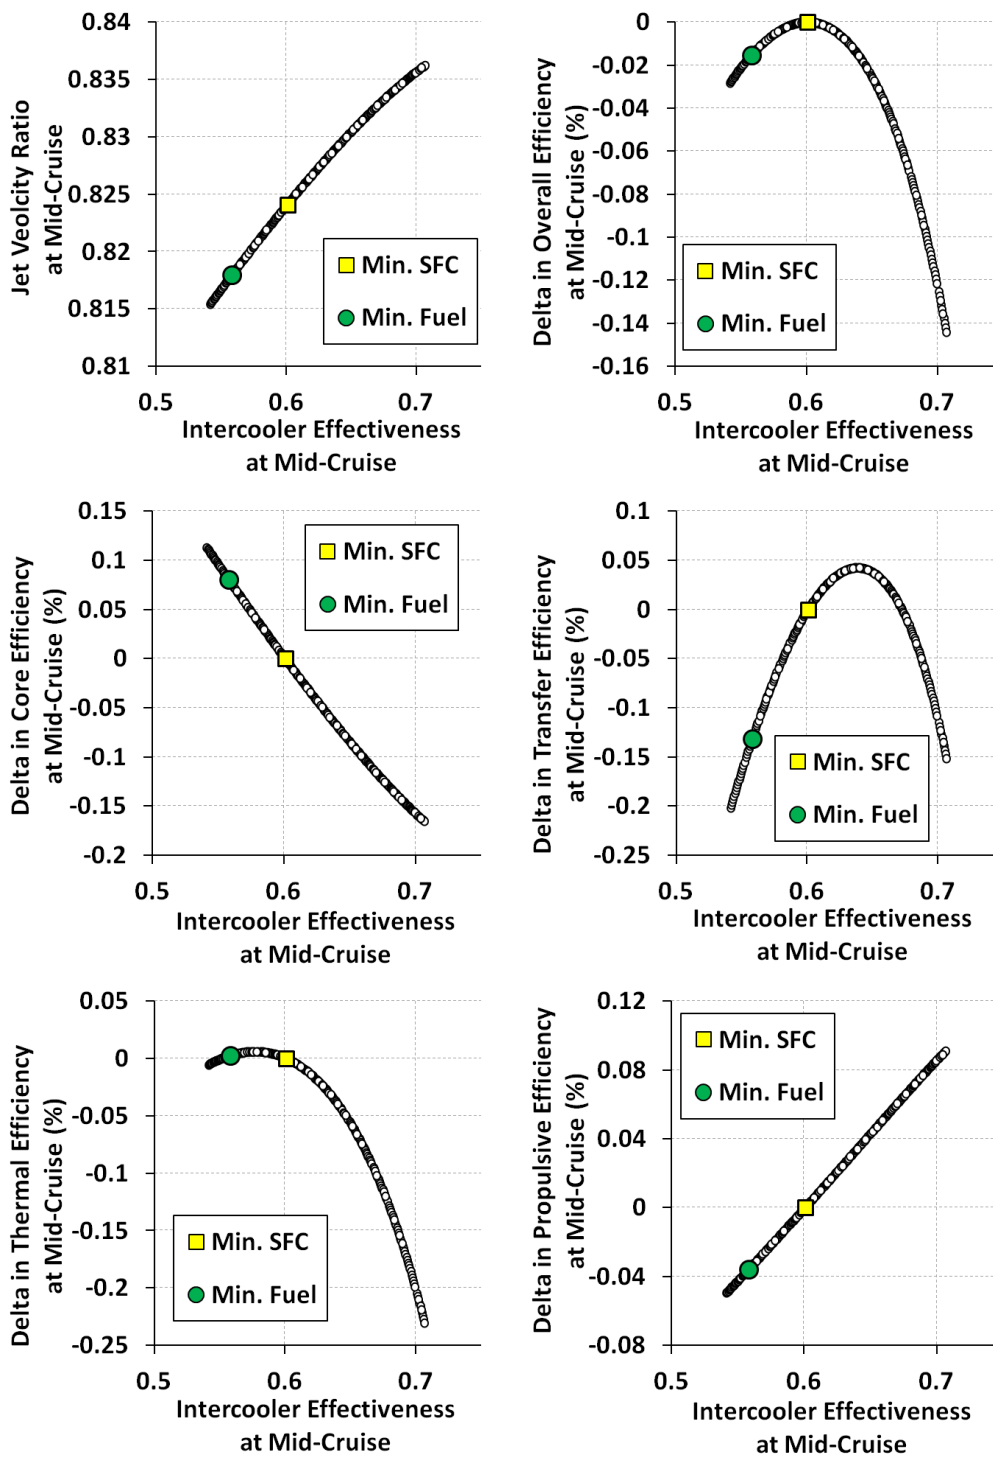 Jet Veolcity Ratio
at Mid-Cruise
0.84
0.835
0.83
0.825
0.82
0.815
0.81
Min. SFC
Min. Fuel
0.5 0.6 0.7
Intercooler Effectiveness
at Mid-Cruise
Delta in Overall Efficiency
at Mid-Cruise (%)
0
-0.02
-0.04
-0.06
-0.08
-0.1
-0.12
-0.14
-0.16
Min. SFC
Min. Fuel
0.5 0.6 0.7
Intercooler Effectiveness
at Mid-Cruise
Delta in Core Efficiency
at Mid-Cruise (%)
0.15
0.1
0.05
0
-0.05
-0.1
-0.15
-0.2
Min. SFC
Min. Fuel
0.5 0.6 0.7
Intercooler Effectiveness
at Mid-Cruise
Delta in Transfer Efficiency
at Mid-Cruise (%)
0.1
0.05
0
-0.05
-0.1
-0.15
-0.2
-0.25
Min. SFC
Min. Fuel
0.5 0.6 0.7
Intercooler Effectiveness
at Mid-Cruise
Delta in Thermal Efficiency
at Mid-Cruise (%)
0.05
0
-0.05
-0.1
-0.15
-0.2
-0.25
Min. SFC
Min. Fuel
0.5 0.6 0.7
Intercooler Effectiveness
at Mid-Cruise
Delta in Propulsive Efficiency
at Mid-Cruise (%)
0.12
0.08
0.04
0
-0.04
-0.08
Min. SFC
Min. Fuel
0.5 0.6 0.7
Intercooler Effectiveness
at Mid-Cruise